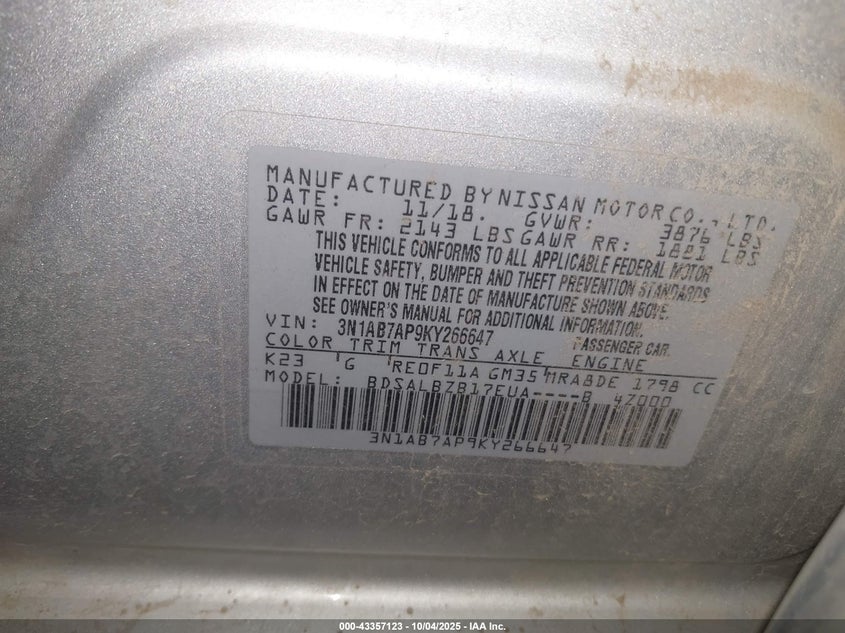 MANUFACTURED BY NISSAN MOTOR CO., LTD.
DATE: 11/18. GVWR: 3876 LBS
GAWR FR: 2143 LBS GAWR RR: 1821 LBS
THIS VEHICLE CONFORMS TO ALL APPLICABLE FEDERAL MOTOR
VEHICLE SAFETY, BUMPER AND THEFT PREVENTION STANDARDS
IN EFFECT ON THE DATE OF MANUFACTURE SHOWN ABOVE.
SEE OWNER'S MANUAL FOR ADDITIONAL INFORMATION.
VIN: 3N1AB7AP9KY266647 PASSENGER CAR.
COLOR TRIM TRANS AXLE ENGINE
K23 G RE0F11A GM35 MRA8DE 1798 CC
MODEL: BDSALBZB17EUA----B 4Z000
3N1AB7AP9KY266647
000-43357123 - 10/04/2025 - IAA Inc.